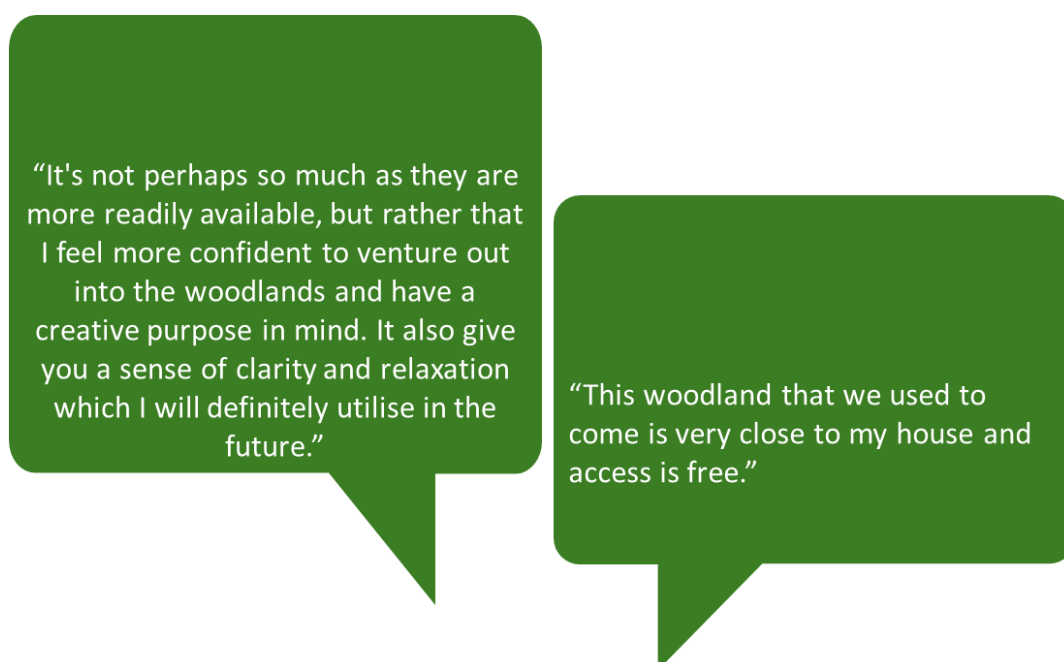 “It's not perhaps so much as they are
more readily available, but rather that
I feel more confident to venture out
into the woodlands and have a
creative purpose in mind. It also give
you a sense of clarity and relaxation
which I will definitely utilise in the
future.”
“This woodland that we used to
come is very close to my house and
access is free.”